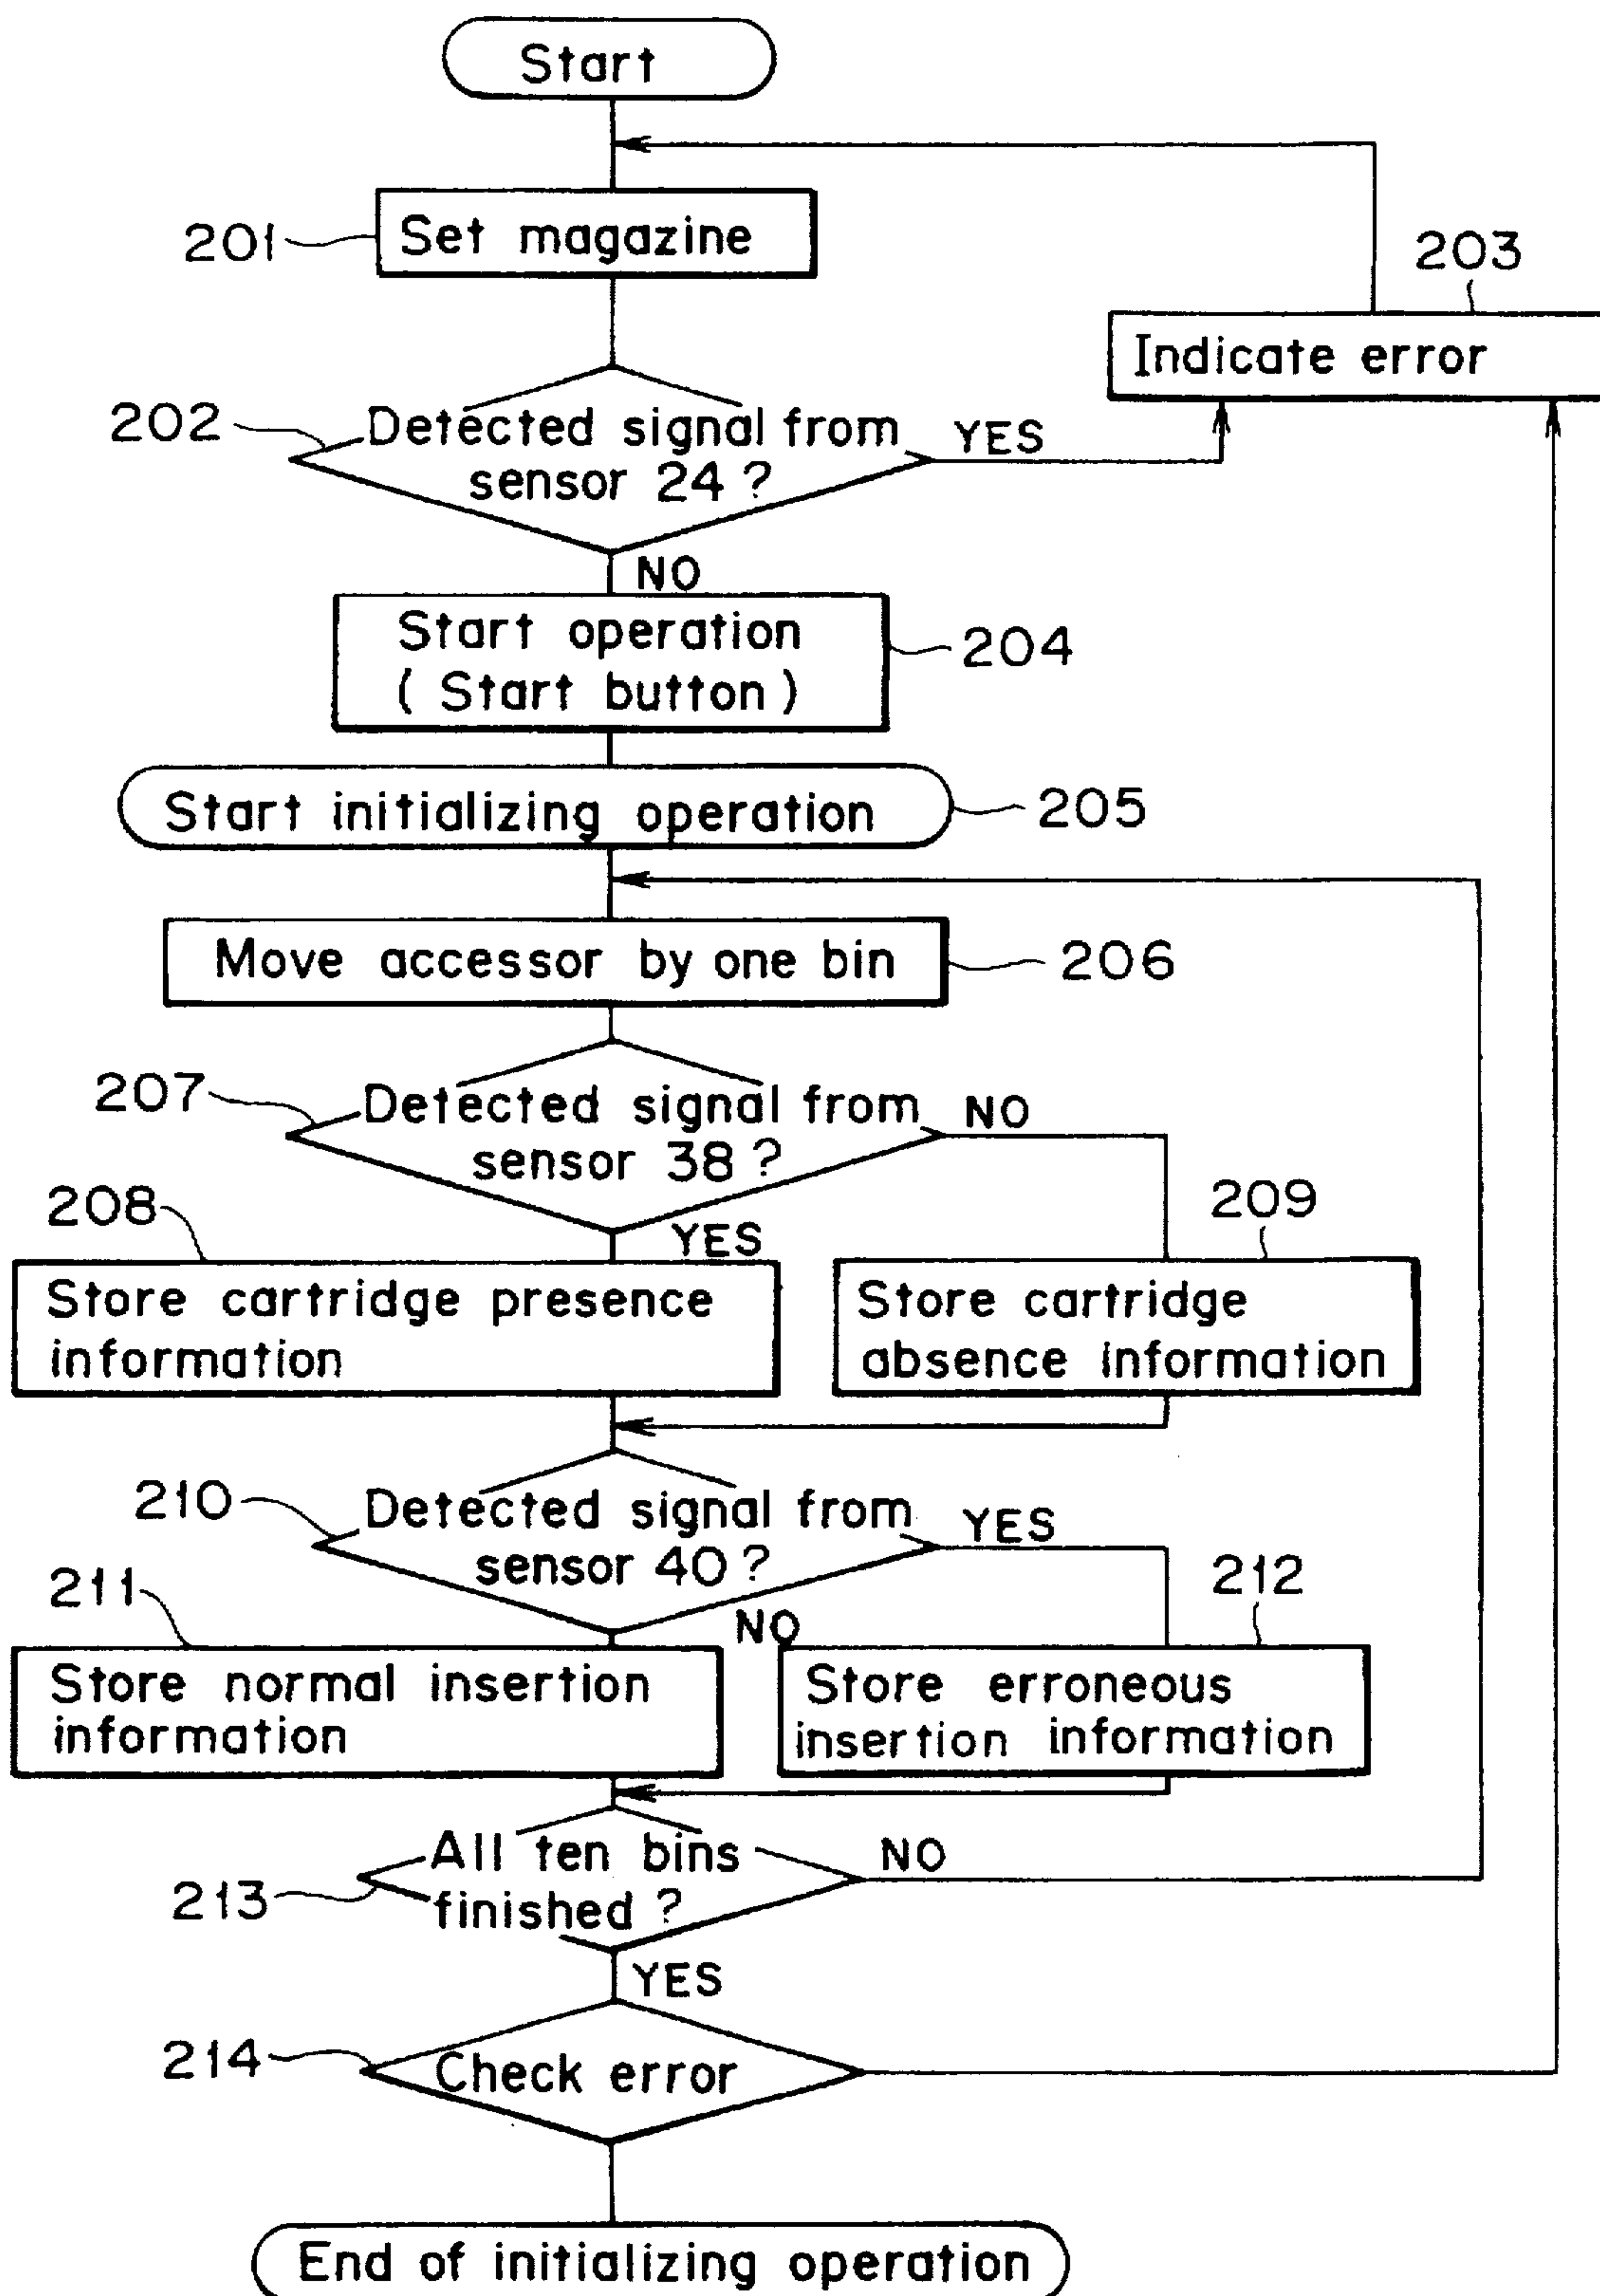 Start
201
Set magazine
203
Indicate error
202
Detected signal from
sensor 24 ?
YES
NO
Start operation
( Start button )
204
Start initializing operation
205
Move accessor by one bin
206
207
Detected signal from
sensor 38 ?
NO
208
YES
209
Store cartridge presence
information
Store cartridge
absence information
210
Detected signal from
sensor 40 ?
YES
211
NO
212
Store normal insertion
information
Store erroneous
insertion information
213
All ten bins
finished ?
NO
YES
214
Check error
End of initializing operation